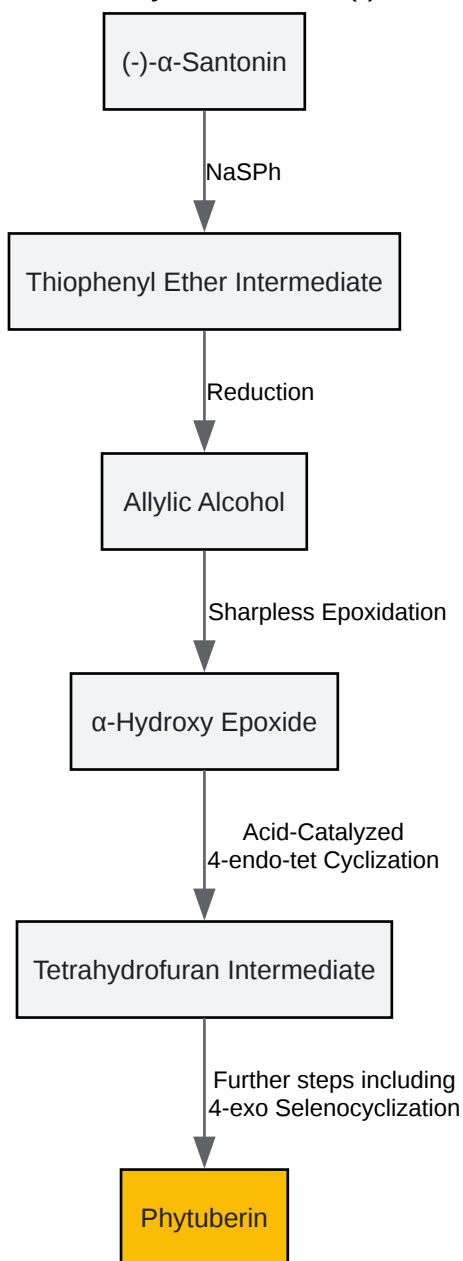 (-)-α-Santonin
NaSPh
Thiophenyl Ether Intermediate
Reduction
Allylic Alcohol
Sharpless Epoxidation
α-Hydroxy Epoxide
Acid-Catalyzed
4-endo-tet Cyclization
Tetrahydrofuran Intermediate
Further steps including
4-exo Selenocyclization
Phytuberin